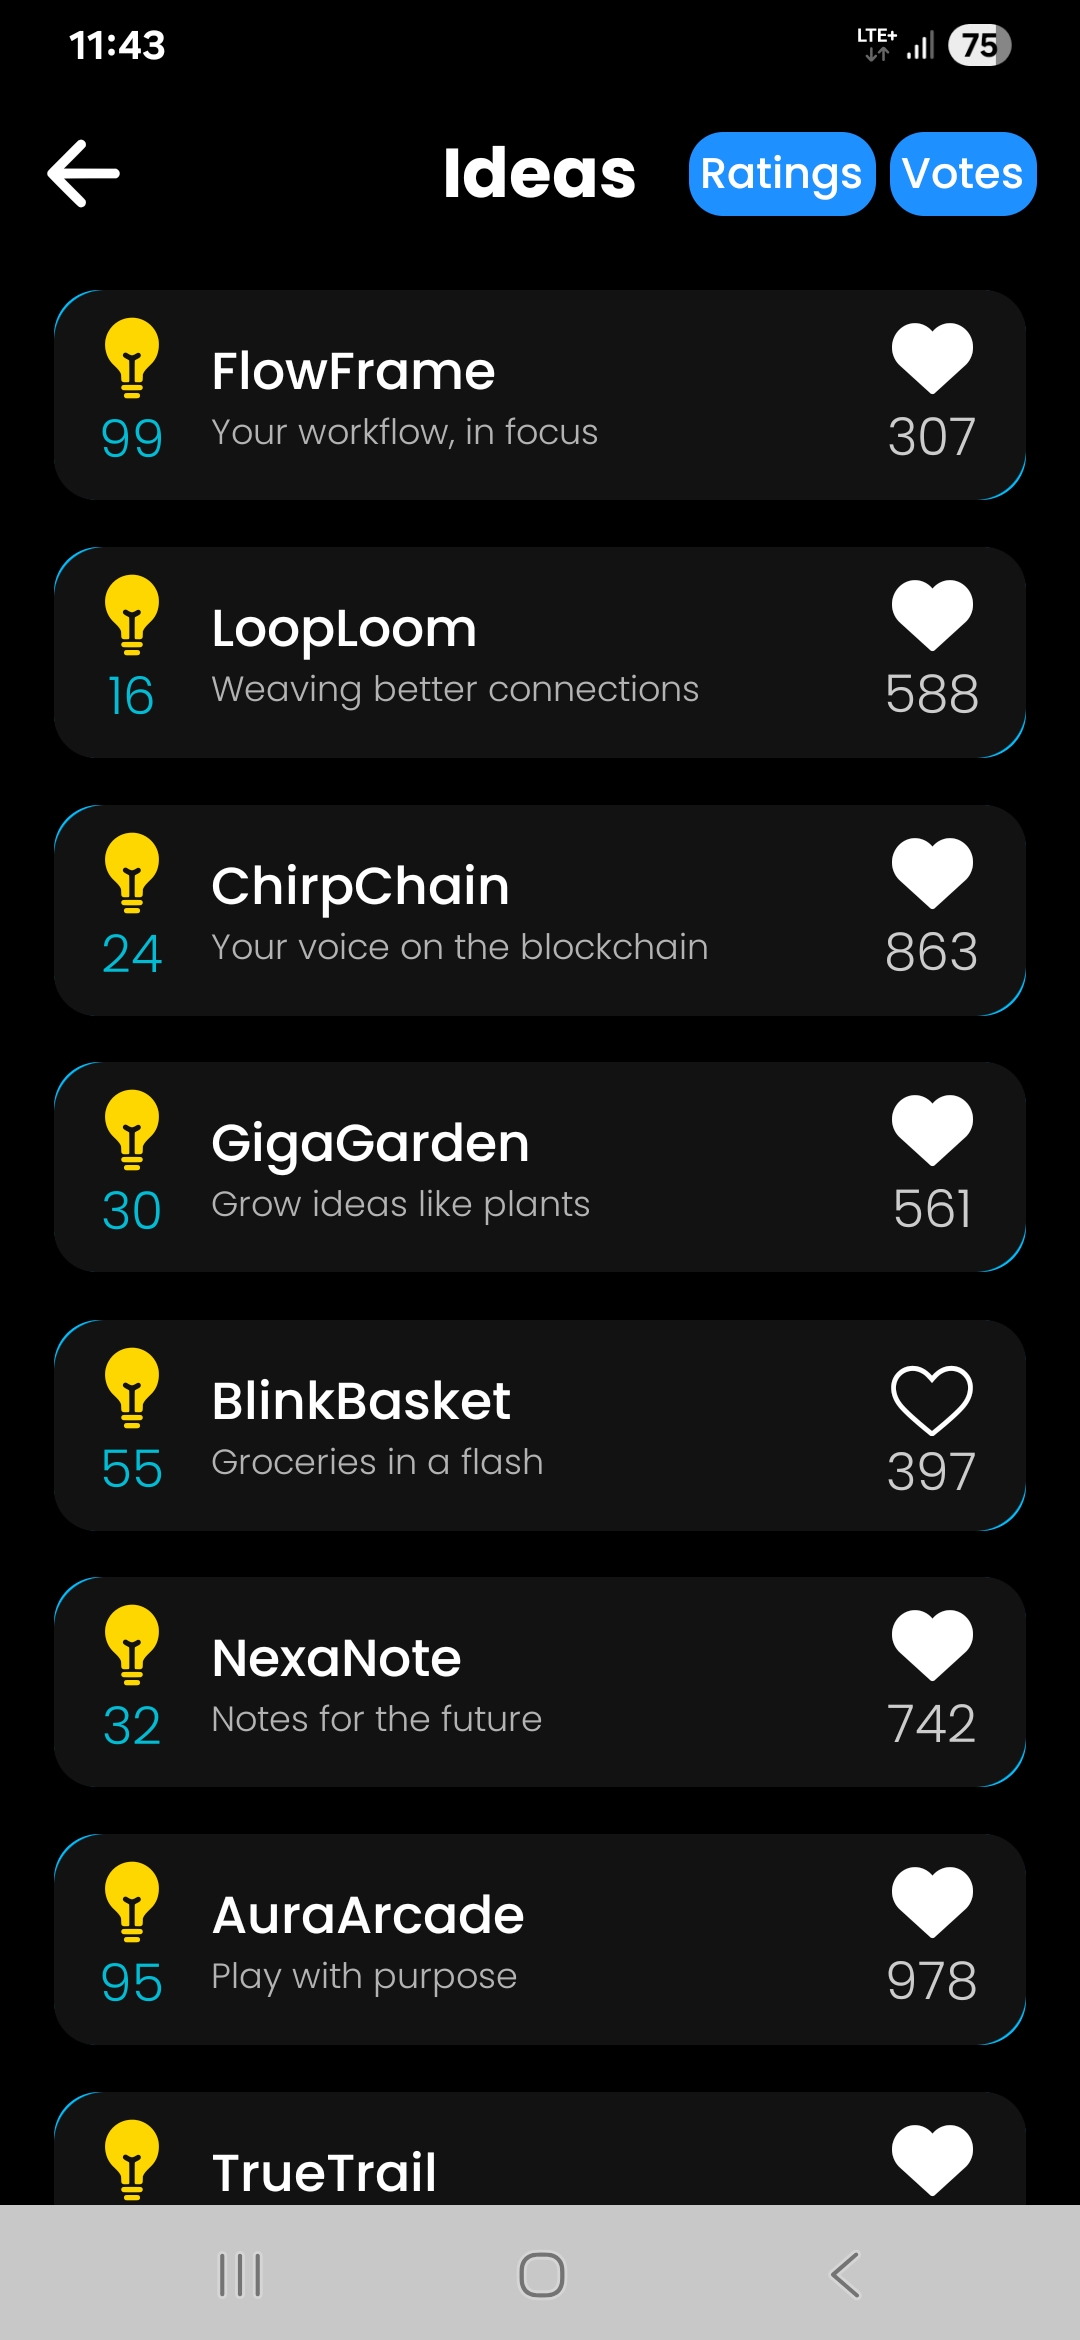 11:43 LTE+ 75
Ideas Ratings Votes
FlowFrame
Your workflow, in focus
99
307
LoopLoom
Weaving better connections
16
588
ChirpChain
Your voice on the blockchain
24
863
GigaGarden
Grow ideas like plants
30
561
BlinkBasket
Groceries in a flash
55
397
NexaNote
Notes for the future
32
742
AuraArcade
Play with purpose
95
978
TrueTrail